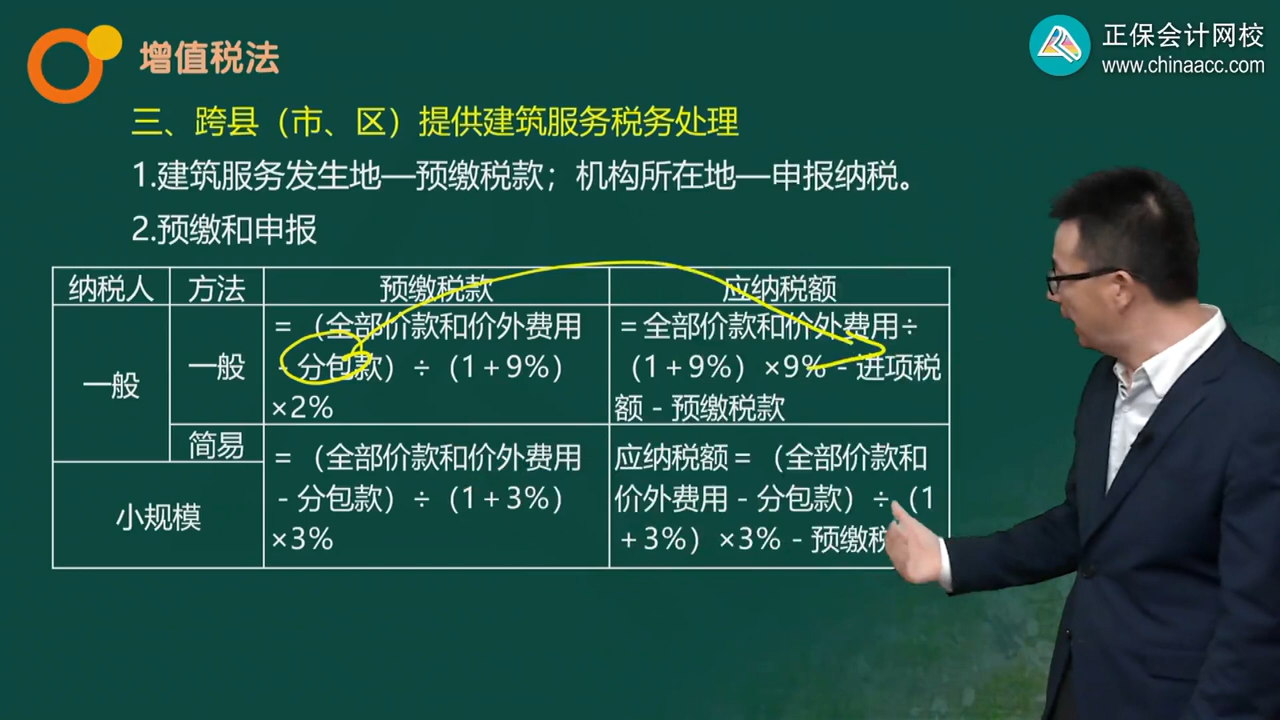 增值税法
正保会计网校
www.chinaacc.com
三、跨县（市、区）提供建筑服务税务处理
1.建筑服务发生地—预缴税款；机构所在地—申报纳税。
2.预缴和申报
纳税人 方法 预缴税款 应纳税额
一般
一般
＝（全部价款和价外费用
－分包款）÷（1＋9%）
×2%
＝全部价款和价外费用÷
（1＋9%）×9%－进项税
额－预缴税款
简易
小规模
＝（全部价款和价外费用
－分包款）÷（1＋3%）
×3%
应纳税额＝（全部价款和
价外费用－分包款）÷（1
＋3%）×3%－预缴税